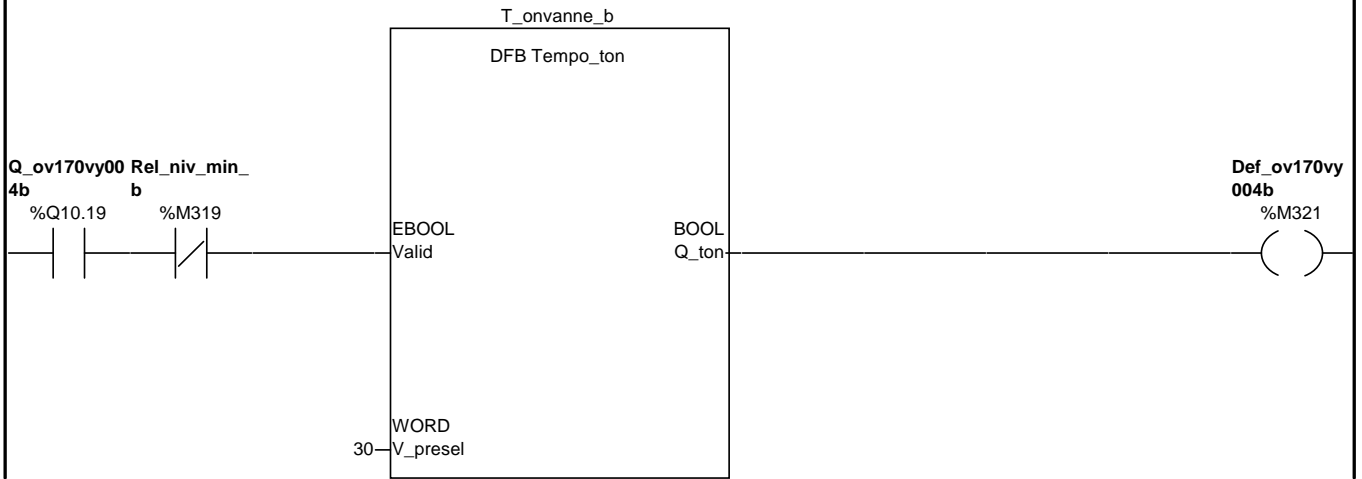 T_onvanne_b
DFB Tempo_ton
Q_ov170vy00 Rel_niv_min_ Def_ov170vy
4b b 004b
%Q10.19 %M319 %M321
EBOOL BOOL
Valid Q_ton
WORD
30 V_presel